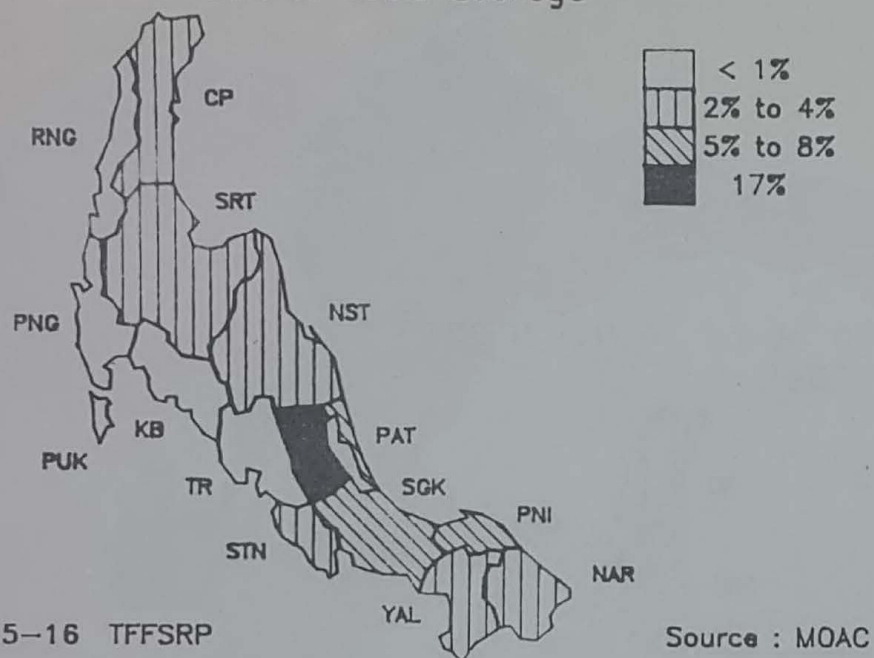 < 1%
2% to 4%
5% to 8%
17%
CP
RNG
SRT
NST
PNG
KB
PUK
PAT
TR
SGK
PNI
STN
NAR
YAL
5-16 TFFSRP
Source : MOAC